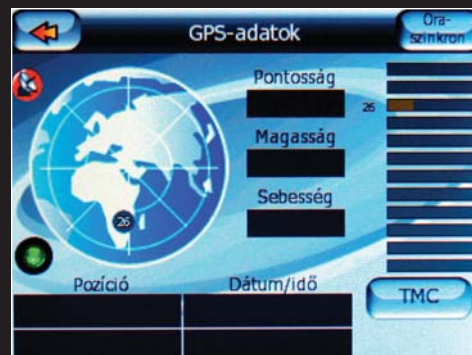 GPS-adatok
Óra-
szinkron
Pontosság
26
Magasság
26
Sebesség
Pozíció
Dátum/idő
TMC